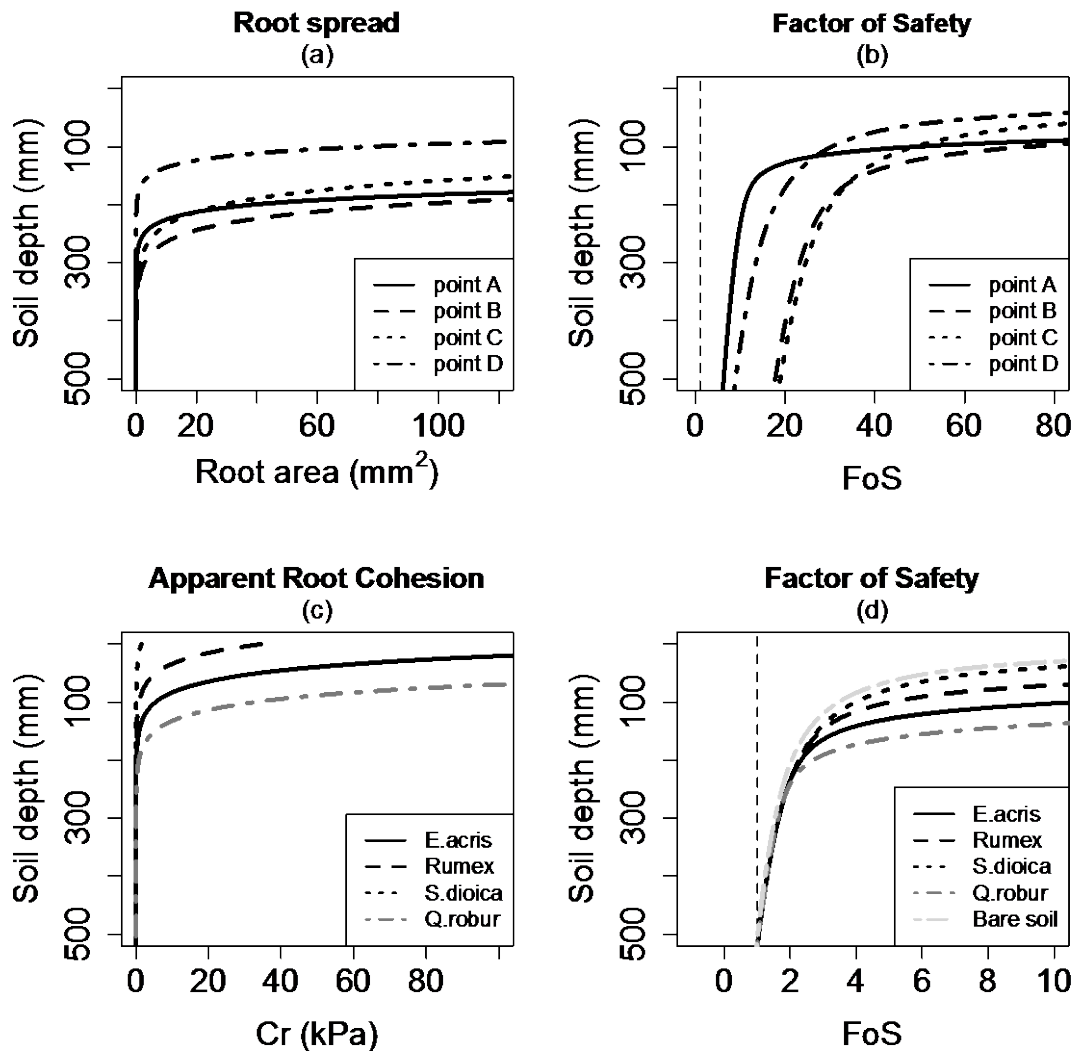 Root spread
(a)
Soil depth (mm)
100
300
500
0
20
60
100
Root area (mm²)
point A
point B
point C
point D
Factor of Safety
(b)
Soil depth (mm)
100
300
500
0
20
40
60
80
FoS
point A
point B
point C
point D
Apparent Root Cohesion
(c)
Soil depth (mm)
100
300
500
0
20
40
60
80
Cr (kPa)
E.acris
Rumex
S.dioica
Q.robur
Factor of Safety
(d)
Soil depth (mm)
100
300
500
0
2
4
6
8
10
FoS
E.acris
Rumex
S.dioica
Q.robur
Bare soil